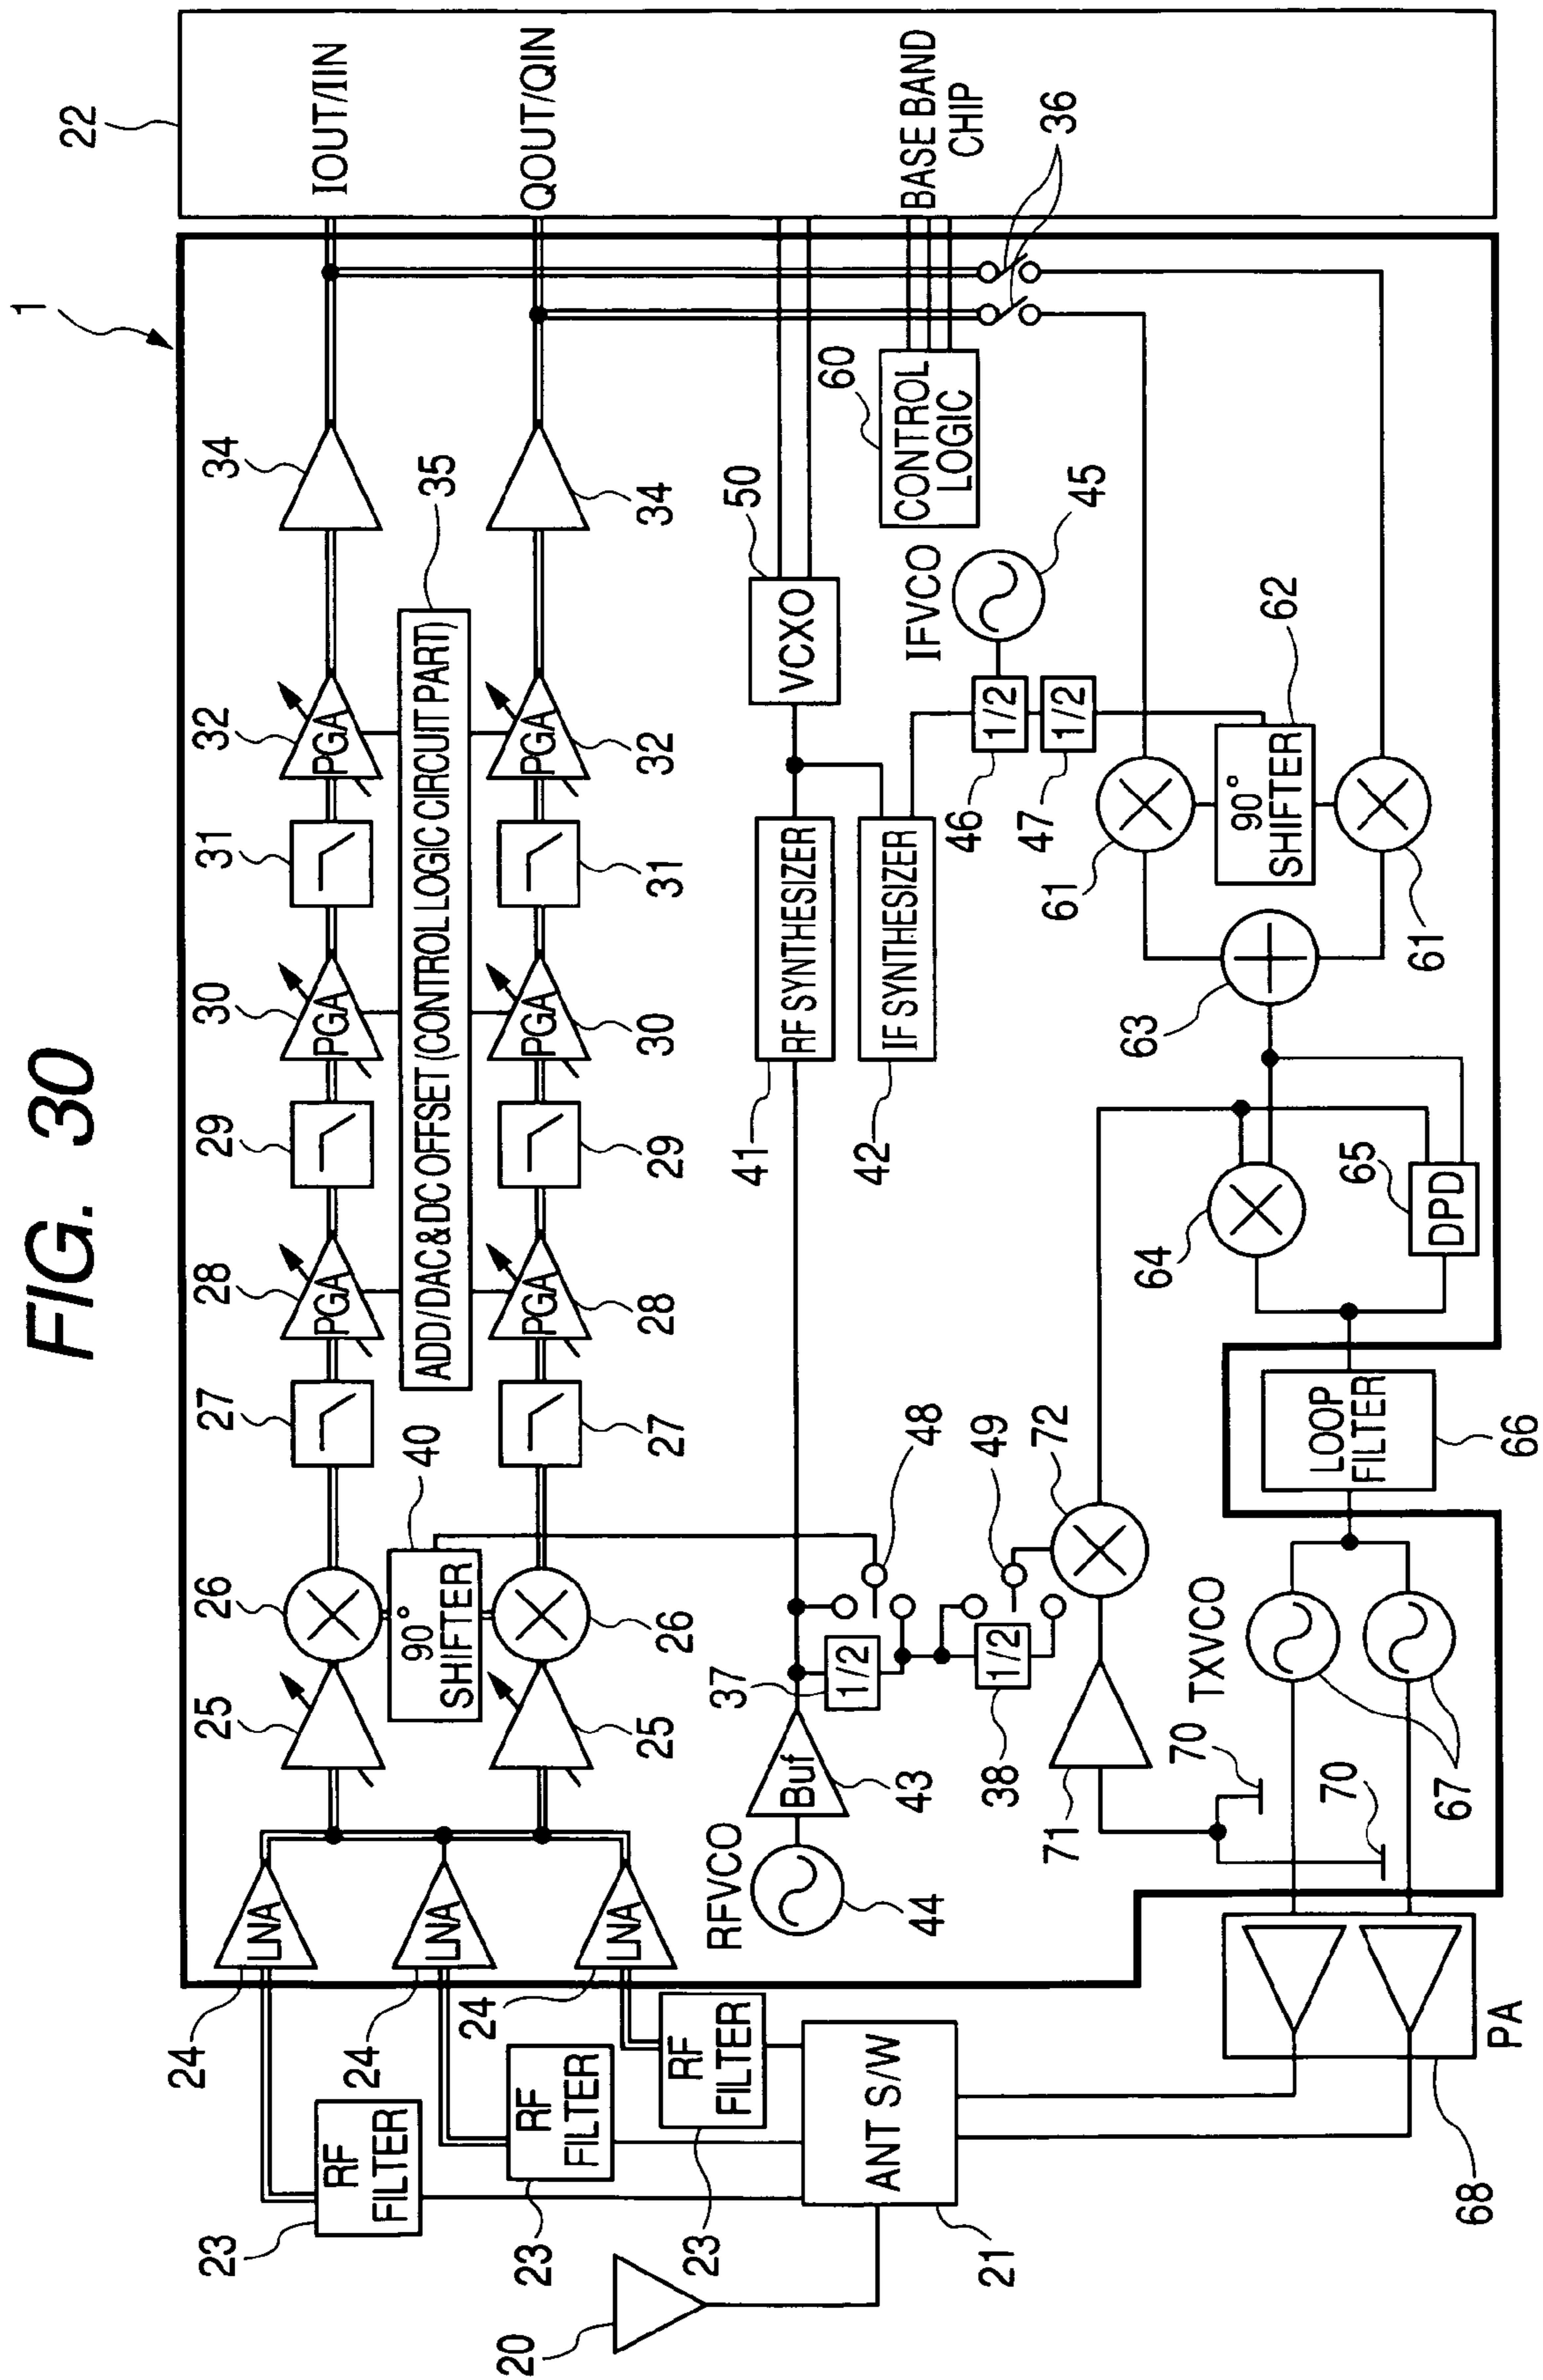 FIG. 30
1
22
23
RF
FILTER
24
LNA
25
26
27
28
PGA
29
30
PGA
31
32
PGA
34
IOUT/IIN
23
RF
FILTER
24
LNA
40
90°
SHIFTER
ADD/DAC&DC OFFSET (CONTROL LOGIC CIRCUIT PART)
35
24
LNA
25
26
27
28
PGA
29
30
PGA
31
32
PGA
34
QOUT/QIN
23
RF
FILTER
20
21
ANT S/W
RFVCO
44
Buf
43
37
1/2
48
41
RF SYNTHESIZER
42
IF SYNTHESIZER
VCXO
50
60
CONTROL
LOGIC
BASE BAND
CHIP
36
38
1/2
49
72
71
70
70
IFVCO
45
46
1/2
47
1/2
61
90°
SHIFTER
62
61
63
64
65
DPD
LOOP
FILTER
66
TXVCO
67
68
PA